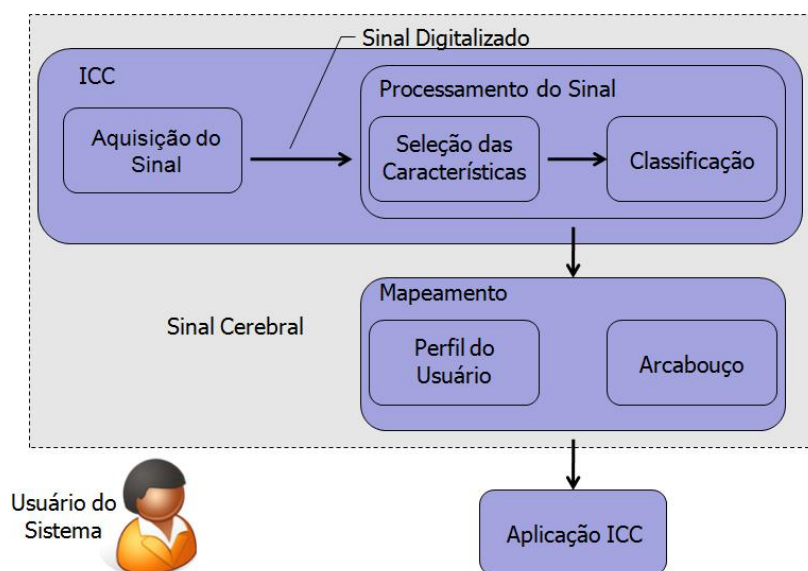 Sinal Digitalizado
ICC
Processamento do Sinal
Aquisição do
Sinal
Seleção das
Características
Classificação
Mapeamento
Sinal Cerebral
Perfil do
Usuário
Arcabouço
Usuário do
Sistema
Aplicação ICC